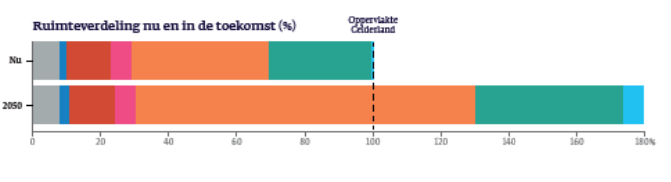 Ruimteverdeling nu en in de toekomst (%)
Oppervlakte
Gelderland
Nu
2050
0 20 40 60 80 100 120 140 160 180%